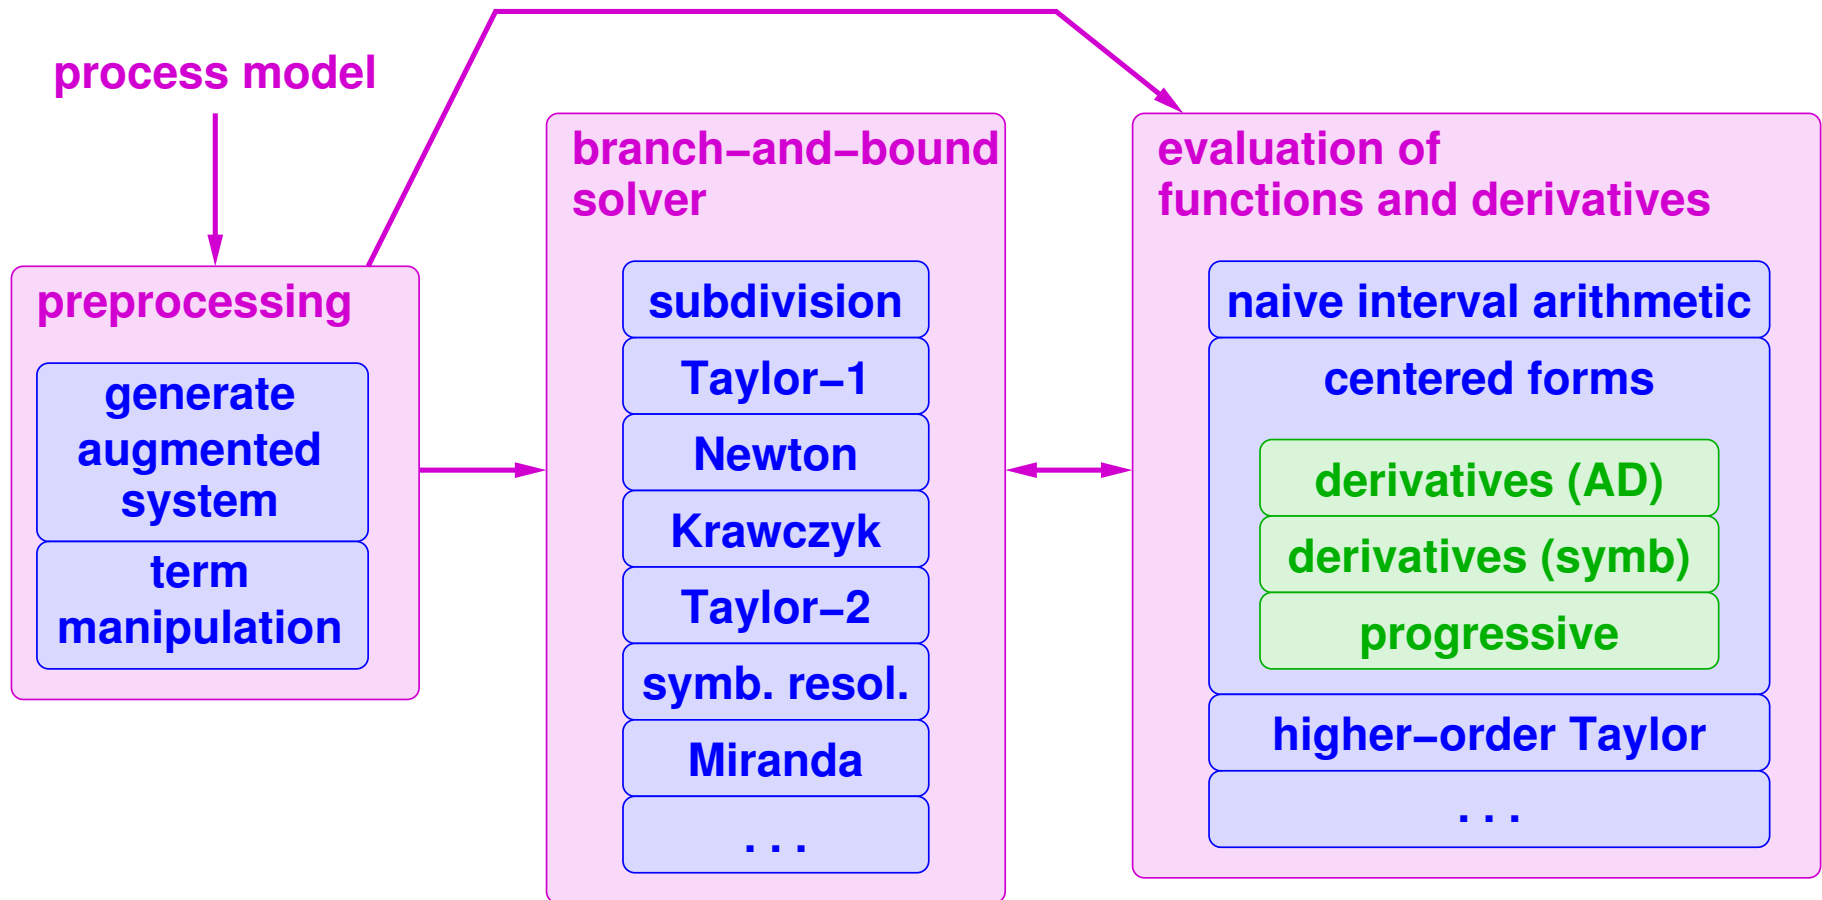 process model
preprocessing
generate
augmented
system
term
manipulation
branch−and−bound
solver
subdivision
Taylor−1
Newton
Krawczyk
Taylor−2
symb. resol.
Miranda
. . .
evaluation of
functions and derivatives
naive interval arithmetic
centered forms
derivatives (AD)
derivatives (symb)
progressive
higher−order Taylor
. . .